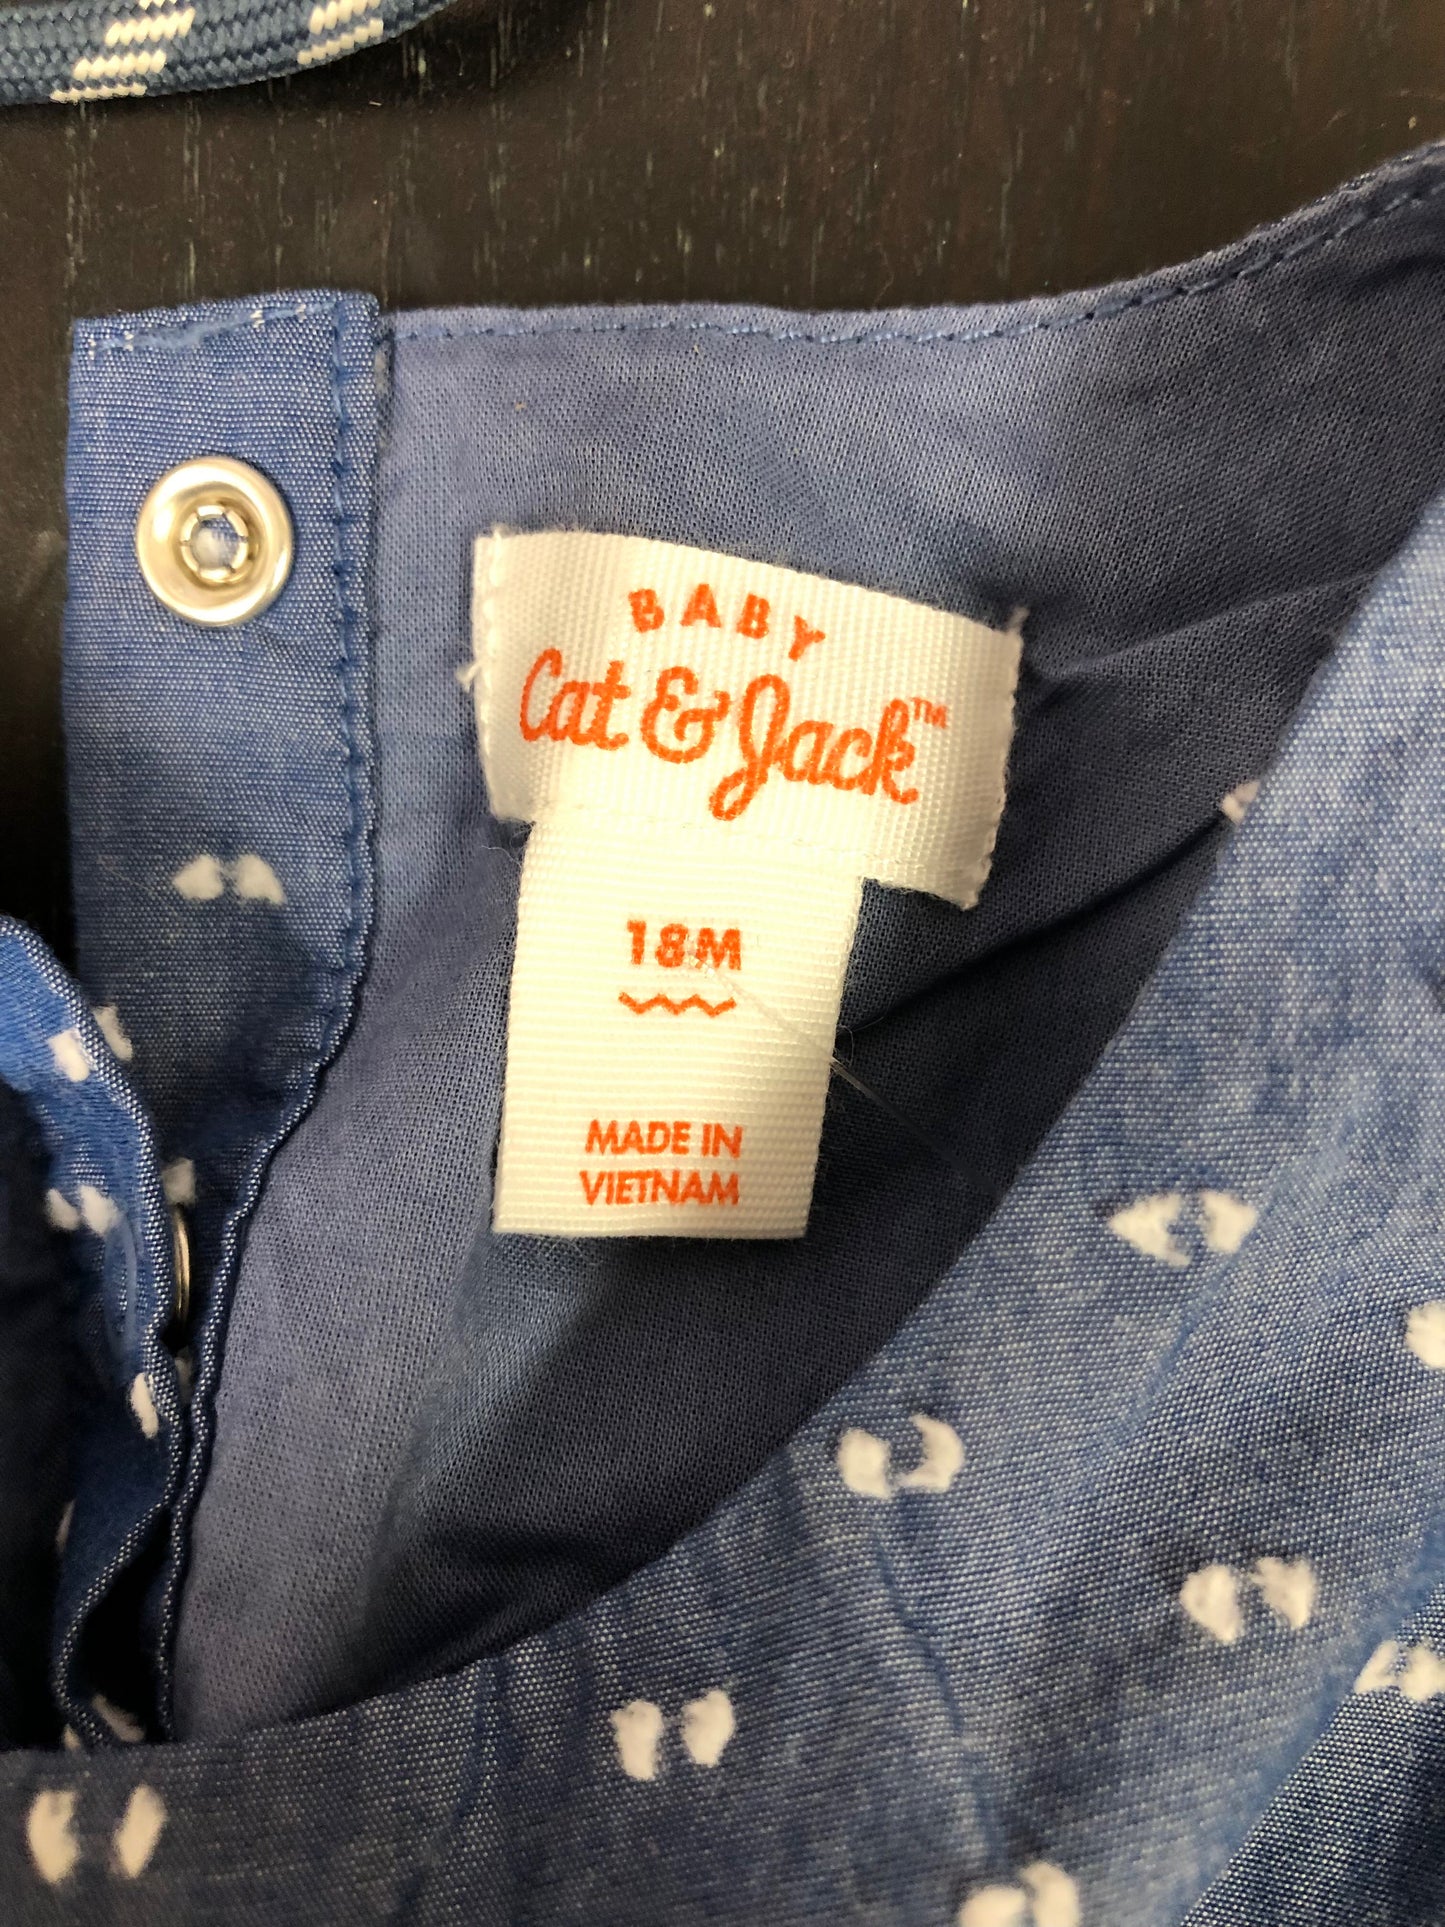 BABY
Cat & Jack™
18M
MADE IN
VIETNAM